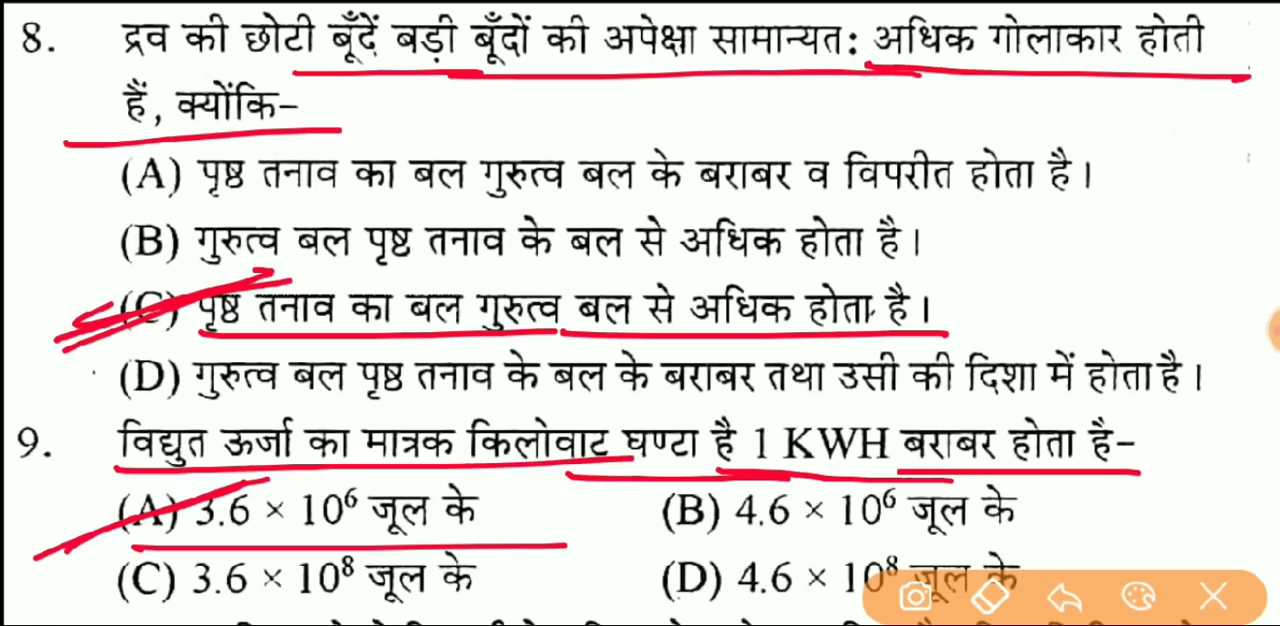 8. द्रव की छोटी बूँदें बड़ी बूँदों की अपेक्षा सामान्यत: अधिक गोलाकार होती
हैं, क्योंकि-
(A) पृष्ठ तनाव का बल गुरुत्व बल के बराबर व विपरीत होता है।
(B) गुरुत्व बल पृष्ट तनाव के बल से अधिक होता है।
(C) पृष्ठ तनाव का बल गुरुत्व बल से अधिक होता है।
(D) गुरुत्व बल पृष्ठ तनाव के बल के बराबर तथा उसी की दिशा में होता है।
9. विद्युत ऊर्जा का मात्रक किलोवाट घण्टा है 1 KWH बराबर होता है-
(A) 3.6 × 10⁶ जूल के (B) 4.6 × 10⁶ जूल के
(C) 3.6 × 10⁸ जूल के (D) 4.6 × 10⁸ जूल के